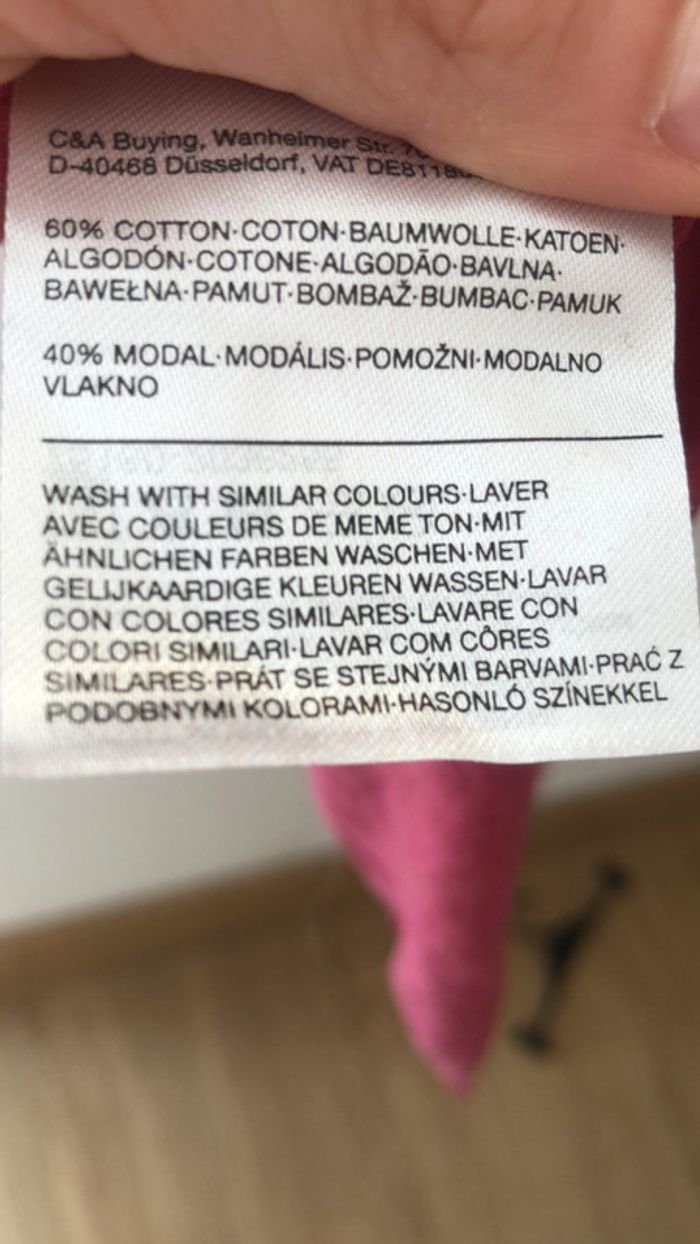 C&A Buying, Wanheimer Str.
D-40468 Düsseldorf, VAT
60% COTTON·COTON·BAUMWOLLE·KATOEN·
ALGODÓN·COTONE·ALGODÃO·BAVLNA·
BAWEŁNA·PAMUT·BOMBAŽ·BUMBAC·PAMUK
40% MODAL·MODÁLIS·POMOŽNI·MODALNO
VLAKNO
WASH WITH SIMILAR COLOURS·LAVER
AVEC COULEURS DE MEME TON·MIT
ÄHNLICHEN FARBEN WASCHEN·MET
GELIJKAARDIGE KLEUREN WASSEN·LAVAR
CON COLORES SIMILARES·LAVARE CON
COLORI SIMILARI·LAVAR COM CÔRES
SIMILARES·PRÁT SE STEJNÝMI BARVAMI·PRAĆ Z
PODOBNYMI KOLORAMI·HASONLÓ SZÍNEKKEL